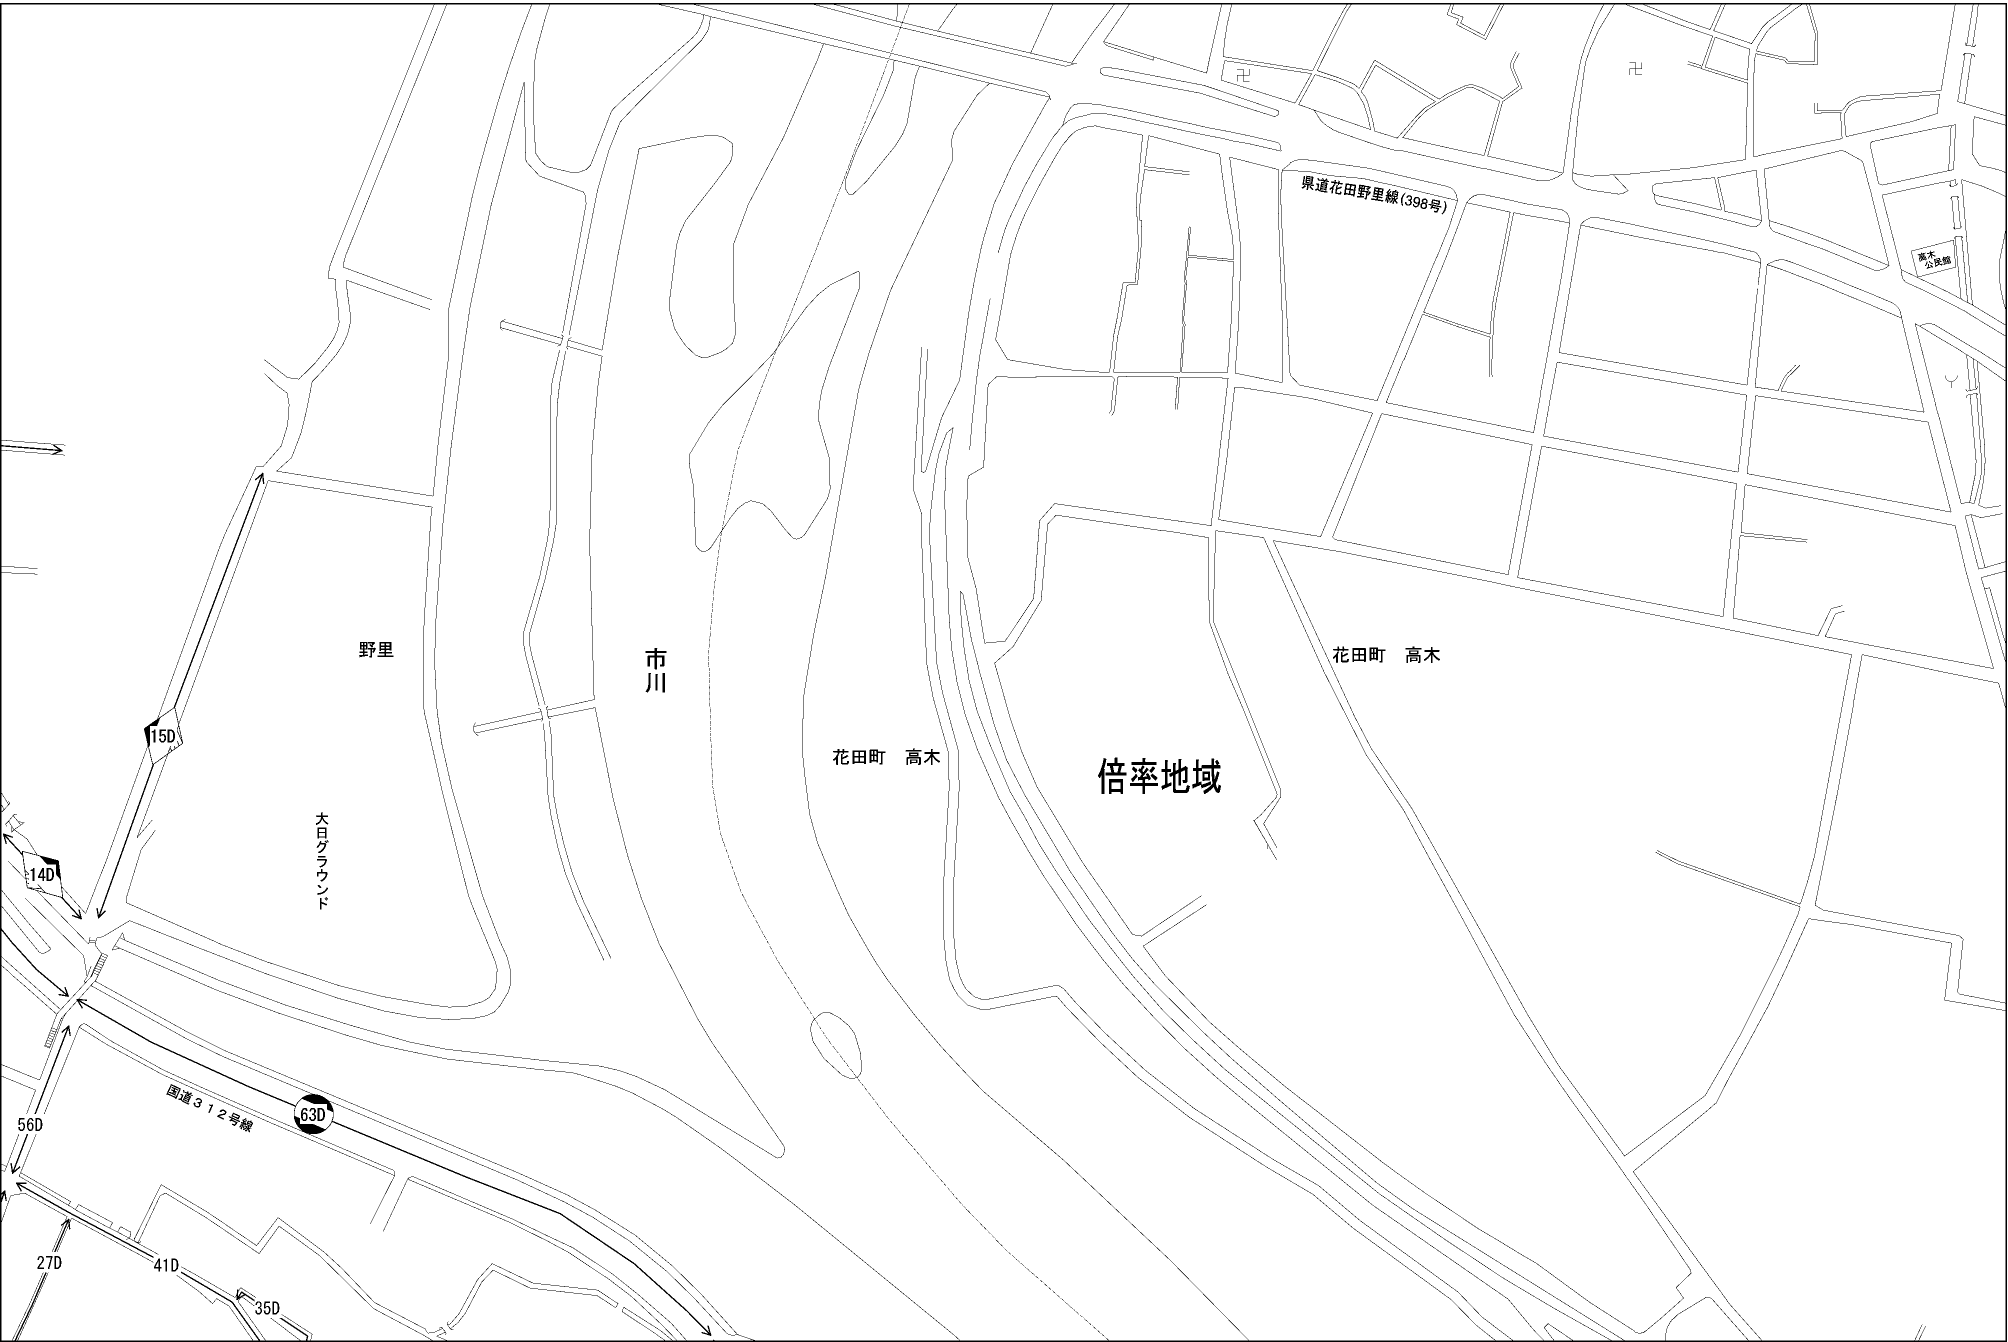 県道花田野里線(398号)
高木
公民館
野里
市川
花田町　高木
花田町　高木
15D
倍率地域
大日グラウンド
14D
国道３１２号線
63D
56D
27D
41D
35D